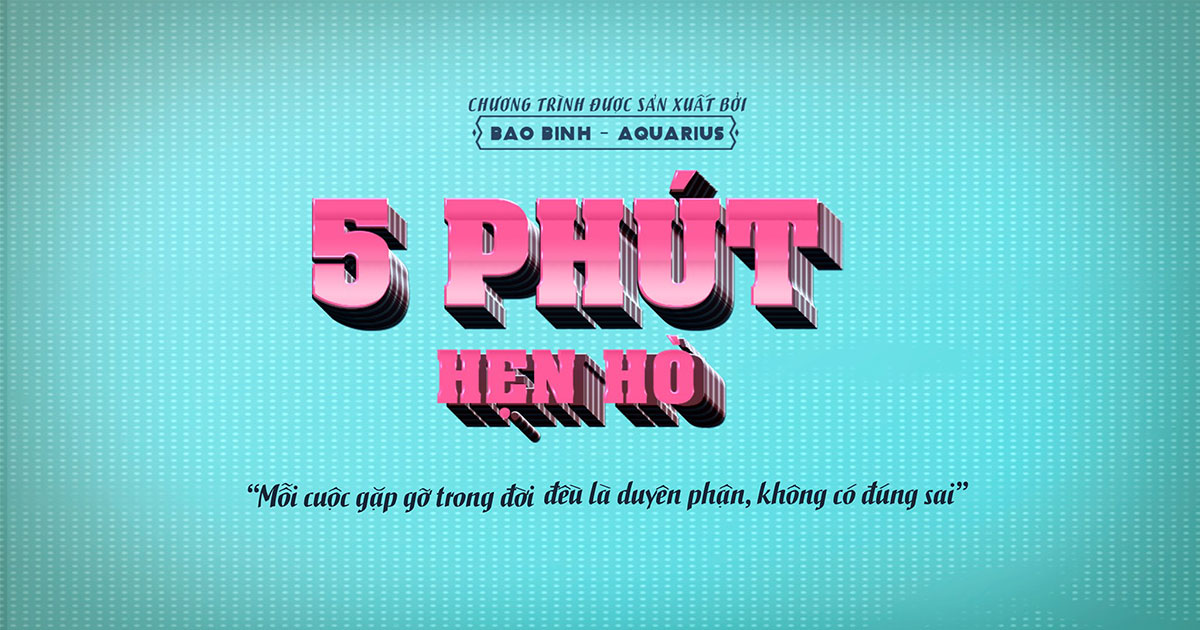 CHƯƠNG TRÌNH ĐƯỢC SẢN XUẤT BỞI
BAO BINH - AQUARIUS
5 PHÚT
HẸN HÒ
“Mỗi cuộc gặp gỡ trong đời đều là duyên phận, không có đúng sai”